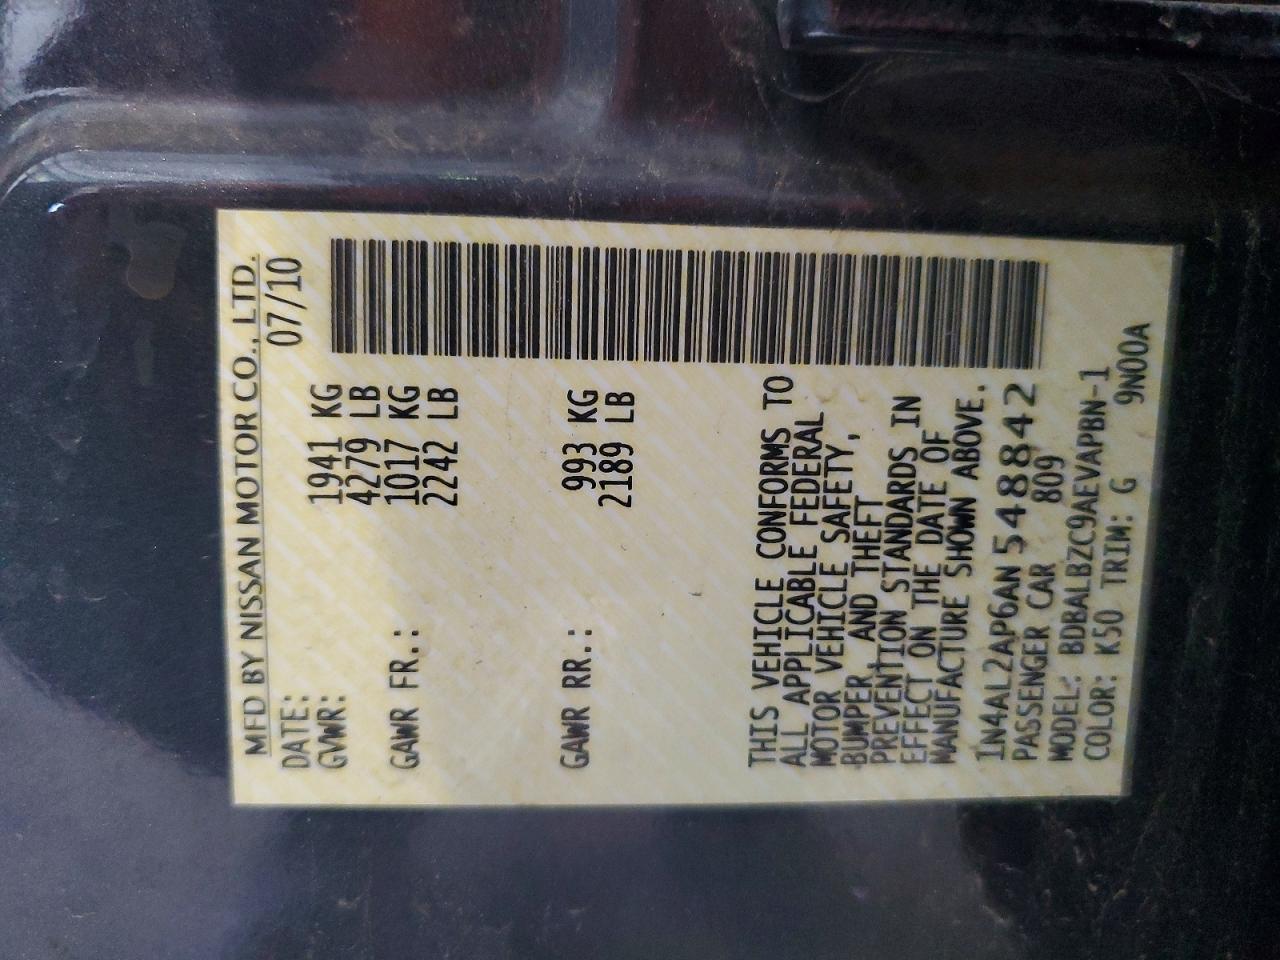 MFD BY NISSAN MOTOR CO., LTD.
DATE: 07/10
GVWR: 1941 KG
4279 LB
GAWR FR.: 1017 KG
2242 LB
GAWR RR.: 993 KG
2189 LB
THIS VEHICLE CONFORMS TO
ALL APPLICABLE FEDERAL
MOTOR VEHICLE SAFETY,
BUMPER, AND THEFT
PREVENTION STANDARDS IN
EFFECT ON THE DATE OF
MANUFACTURE SHOWN ABOVE.
1N4AL2AP6AN548842
PASSENGER CAR 809
MODEL: BDBALBZC9AEVAPBN-1
COLOR: K50 TRIM: G 9N00A